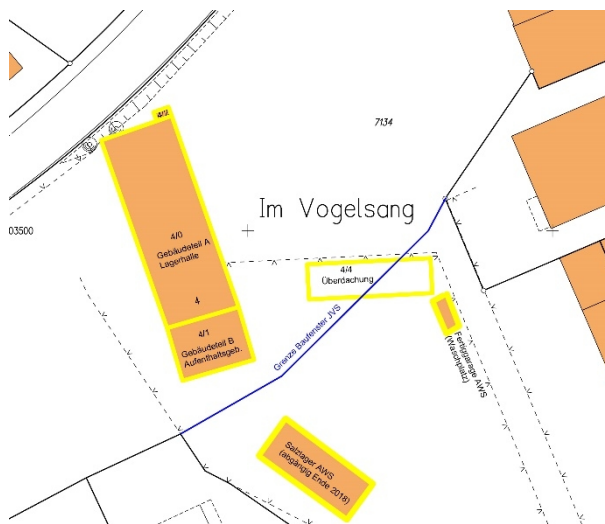 4/2
7134
Im Vogelsang
03500
4/0
Gebäudeteil A
Lagerhalle
4
4/4
Überdachung
4/1
Gebäudeteil B
Aufenthaltsgeb.
Grenze Baufenster JVS
Fertiggarage AWS
(Waschplatz)
Salzlager AWS
(abgängig Ende 2018)